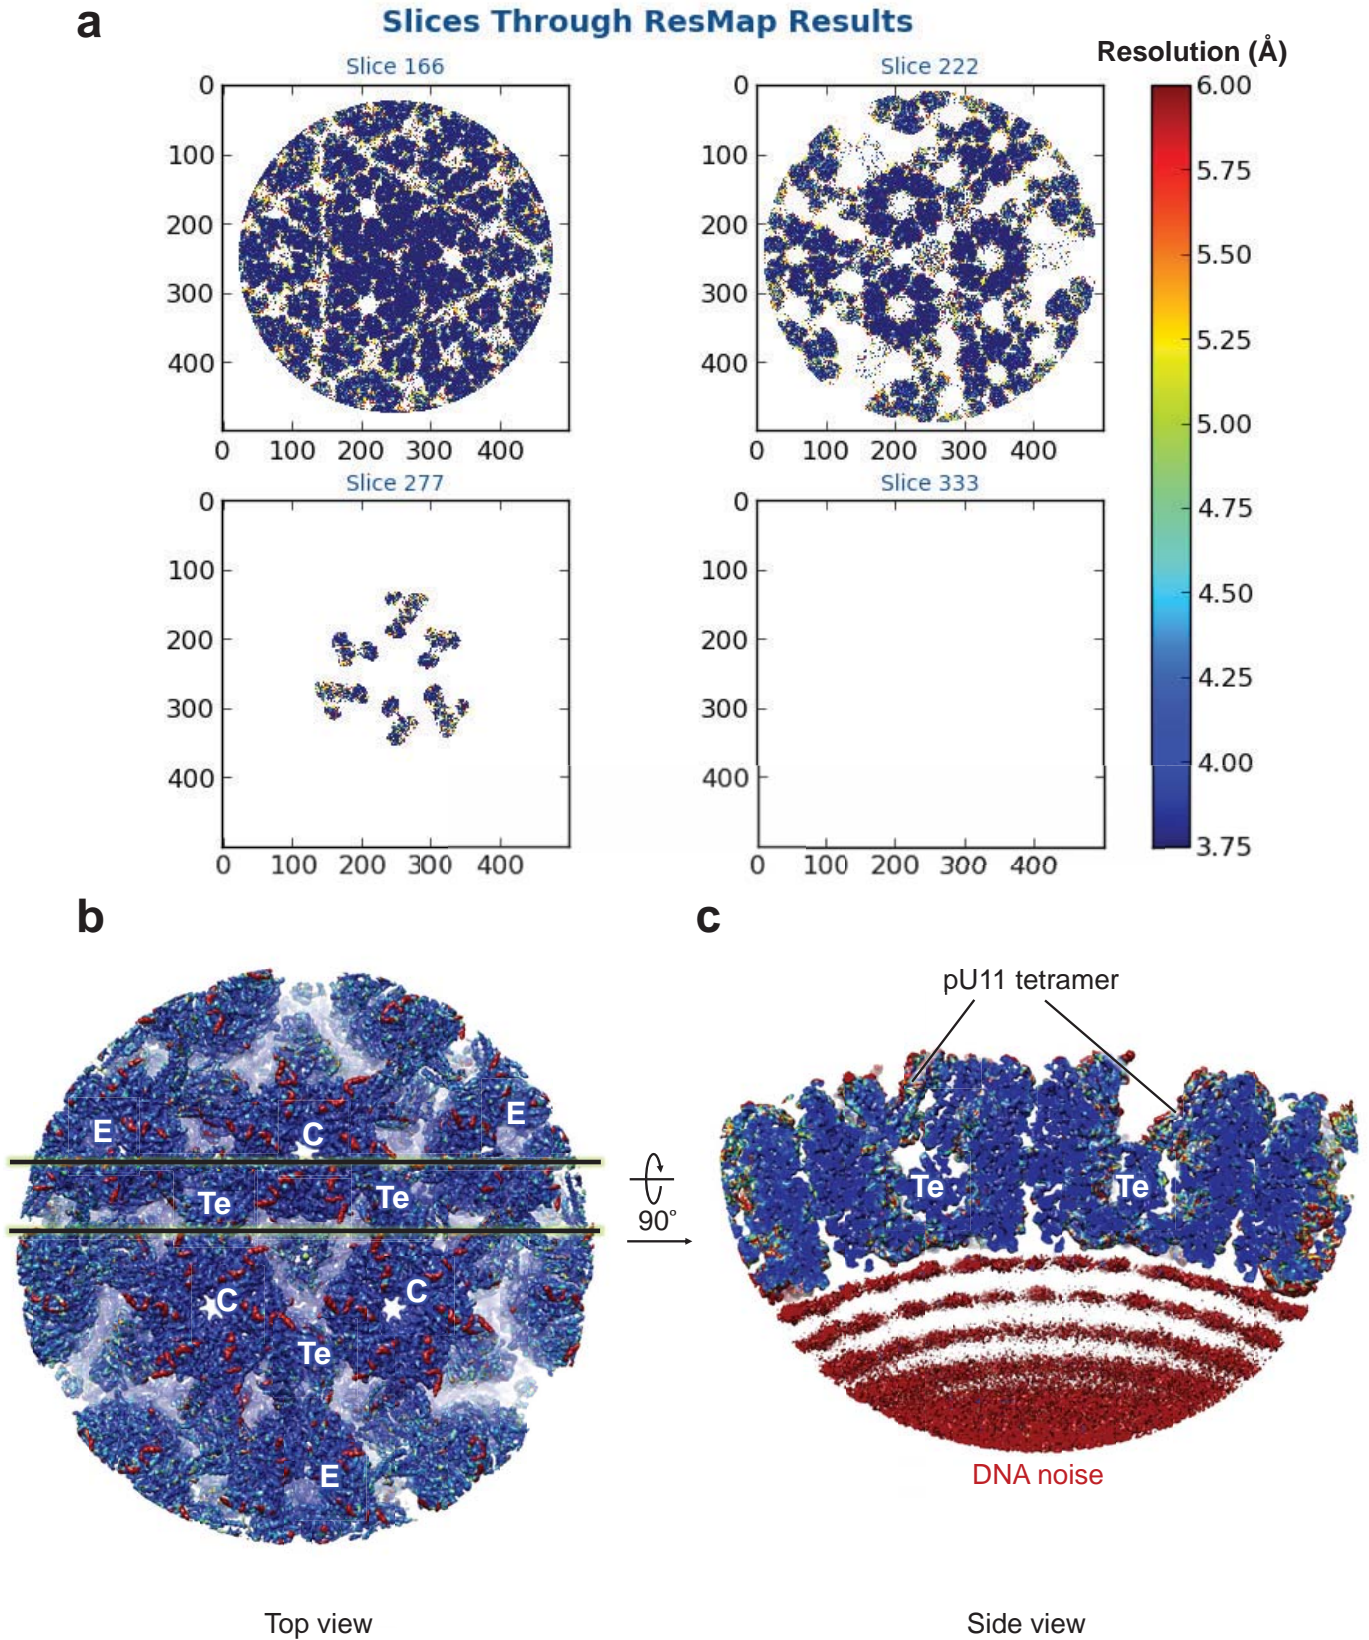 a
Slices Through ResMap Results
Resolution (Å)
Slice 166
Slice 222
0
100
200
300
400
0 100 200 300 400
0
100
200
300
400
0 100 200 300 400
6.00
5.75
5.50
5.25
5.00
4.75
4.50
4.25
4.00
3.75
Slice 277
Slice 333
0
100
200
300
400
0 100 200 300 400
0
100
200
300
400
0 100 200 300 400
b
E
E
C
Te
Te
C
C
Te
E
Top view
90°
c
pU11 tetramer
Te
Te
DNA noise
Side view